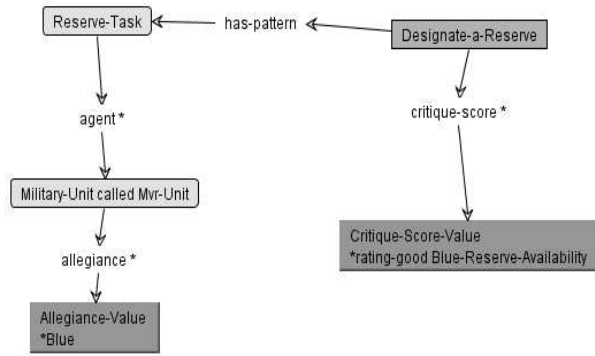 Reserve-Task
has-pattern
Designate-a-Reserve
agent *
critique-score *
Military-Unit called Mvr-Unit
allegiance *
Critique-Score-Value
*rating-good Blue-Reserve-Availability
Allegiance-Value
*Blue